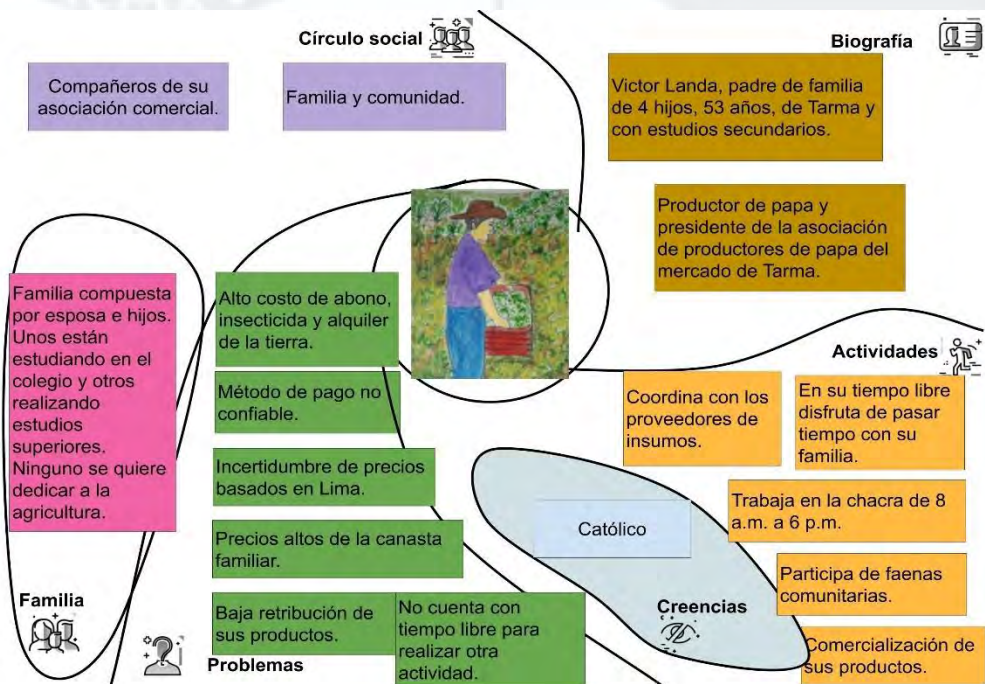 Círculo social
Compañeros de su
asociación comercial.
Familia y comunidad.
Biografía
Victor Landa, padre de familia
de 4 hijos, 53 años, de Tarma y
con estudios secundarios.
Productor de papa y
presidente de la asociación
de productores de papa del
mercado de Tarma.
Familia compuesta
por esposa e hijos.
Unos están
estudiando en el
colegio y otros
realizando
estudios
superiores.
Ninguno se quiere
dedicar a la
agricultura.
Familia
Alto costo de abono,
insecticida y alquiler
de la tierra.
Método de pago no
confiable.
Incertidumbre de precios
basados en Lima.
Precios altos de la canasta
familiar.
Baja retribución de
sus productos.
No cuenta con
tiempo libre para
realizar otra
actividad.
Problemas
Católico
Creencias
Actividades
Coordina con los
proveedores de
insumos.
En su tiempo libre
disfruta de pasar
tiempo con su
familia.
Trabaja en la chacra de 8
a.m. a 6 p.m.
Participa de faenas
comunitarias.
Comercialización de
sus productos.